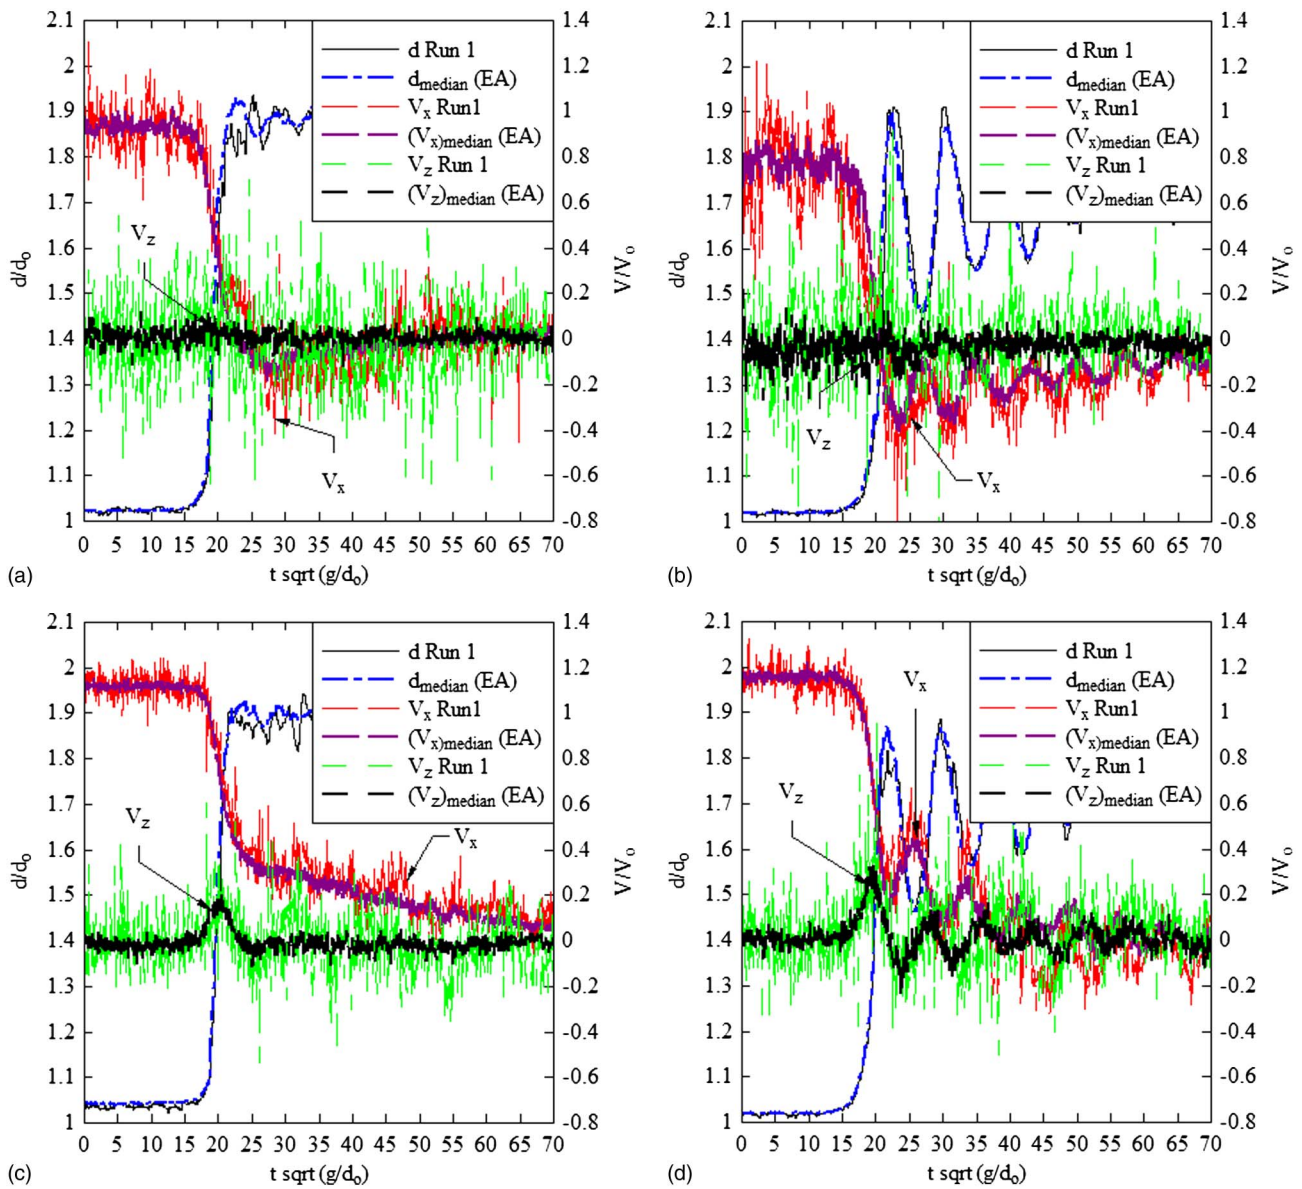 2.1
2
1.9
1.8
1.7
1.6
1.5
1.4
1.3
1.2
1.1
1
d/do
1.4
1.2
1
0.8
0.6
0.4
0.2
0
-0.2
-0.4
-0.6
-0.8
V/Vo
d Run 1
dmedian (EA)
Vx Run1
(Vx)median (EA)
Vz Run 1
(Vz)median (EA)
Vz
Vx
0 5 10 15 20 25 30 35 40 45 50 55 60 65 70
t sqrt (g/do)
(a)
2.1
2
1.9
1.8
1.7
1.6
1.5
1.4
1.3
1.2
1.1
1
d/do
1.4
1.2
1
0.8
0.6
0.4
0.2
0
-0.2
-0.4
-0.6
-0.8
V/Vo
d Run 1
dmedian (EA)
Vx Run1
(Vx)median (EA)
Vz Run 1
(Vz)median (EA)
Vz
Vx
0 5 10 15 20 25 30 35 40 45 50 55 60 65 70
t sqrt (g/do)
(b)
2.1
2
1.9
1.8
1.7
1.6
1.5
1.4
1.3
1.2
1.1
1
d/do
1.4
1.2
1
0.8
0.6
0.4
0.2
0
-0.2
-0.4
-0.6
-0.8
V/Vo
d Run 1
dmedian (EA)
Vx Run1
(Vx)median (EA)
Vz Run 1
(Vz)median (EA)
Vz
Vx
0 5 10 15 20 25 30 35 40 45 50 55 60 65 70
t sqrt (g/do)
(c)
2.1
2
1.9
1.8
1.7
1.6
1.5
1.4
1.3
1.2
1.1
1
d/do
1.4
1.2
1
0.8
0.6
0.4
0.2
0
-0.2
-0.4
-0.6
-0.8
V/Vo
d Run 1
dmedian (EA)
Vx Run1
(Vx)median (EA)
Vz Run 1
(Vz)median (EA)
Vx
Vz
0 5 10 15 20 25 30 35 40 45 50 55 60 65 70
t sqrt (g/do)
(d)